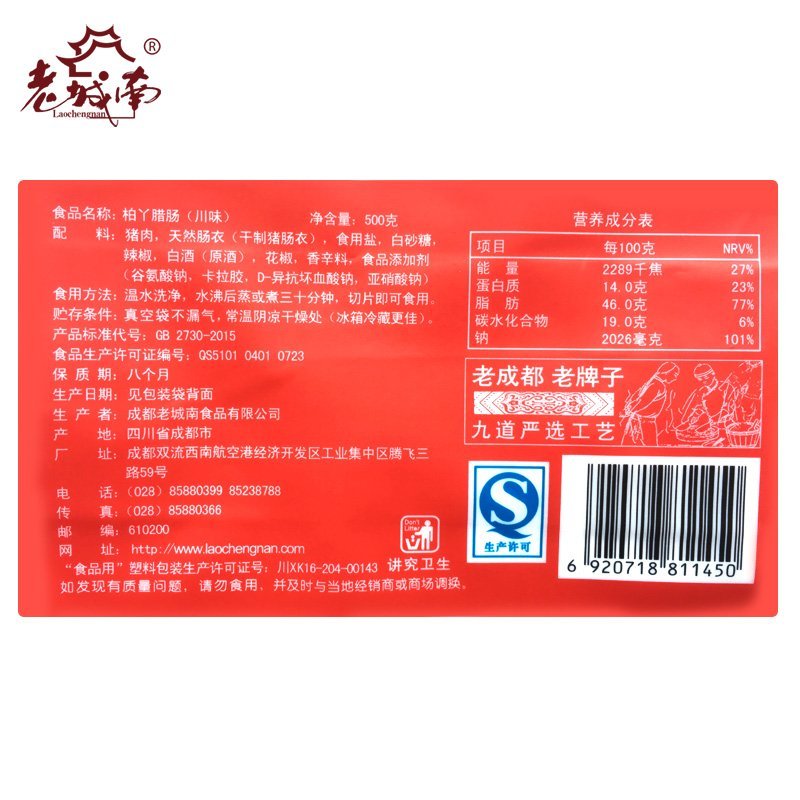 老城南®
Laochengnan
食品名称: 柏丫腊肠（川味） 净含量: 500克
配 料: 猪肉, 天然肠衣（干制猪肠衣）, 食用盐, 白砂糖,
辣椒, 白酒（原酒）, 花椒, 香辛料, 食品添加剂
（谷氨酸钠, 卡拉胶, D-异抗坏血酸钠, 亚硝酸钠）
食用方法: 温水洗净, 水沸后蒸或煮三十分钟, 切片即可食用。
贮存条件: 真空袋不漏气, 常温阴凉干燥处（冰箱冷藏更佳）。
产品标准代号: GB 2730-2015
食品生产许可证编号: QS5101 0401 0723
保 质 期: 八个月
生产日期: 见包装袋背面
生 产 者: 成都老城南食品有限公司
产 地: 四川省成都市
厂 址: 成都双流西南航空港经济开发区工业集中区腾飞三
路59号
电 话: (028) 85880399 85238788
传 真: (028) 85880366
邮 编: 610200
网 址: http://www.laochengnan.com
“食品用”塑料包装生产许可证号: 川XK16-204-00143
如发现有质量问题, 请勿食用, 并及时与当地经销商或商场调换。
Don't
Litter
讲究卫生
营养成分表
项目 每100克 NRV%
能 量 2289千焦 27%
蛋白质 14.0克 23%
脂 肪 46.0克 77%
碳水化合物 19.0克 6%
钠 2026毫克 101%
老成都 老牌子
九道严选工艺
生产许可
6 920718 811450